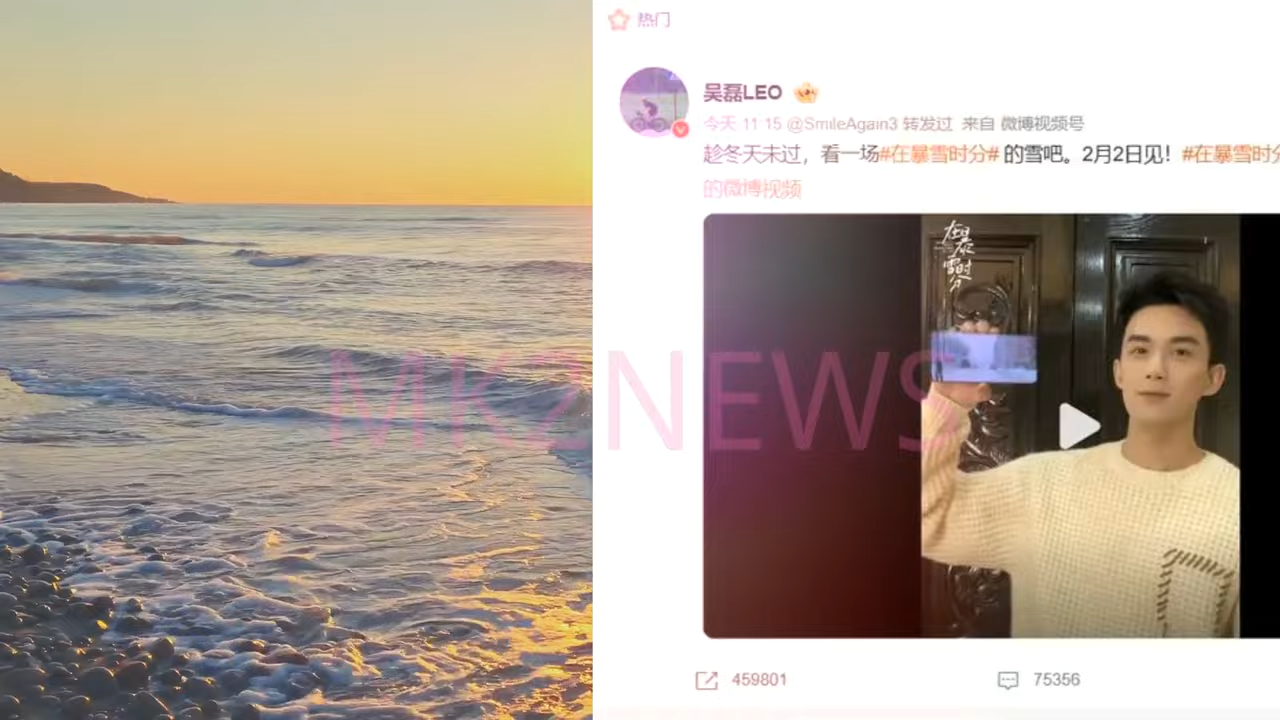 热门
吴磊LEO
今天 11 15 @SmileAgain3 转发过 来自 微博视频号
趁冬天未过，看一场#在暴雪时分# 的雪吧。2月2日见！#在暴雪时分
的微博视频
在暴雪时分
MK2NEWS
459801
75356